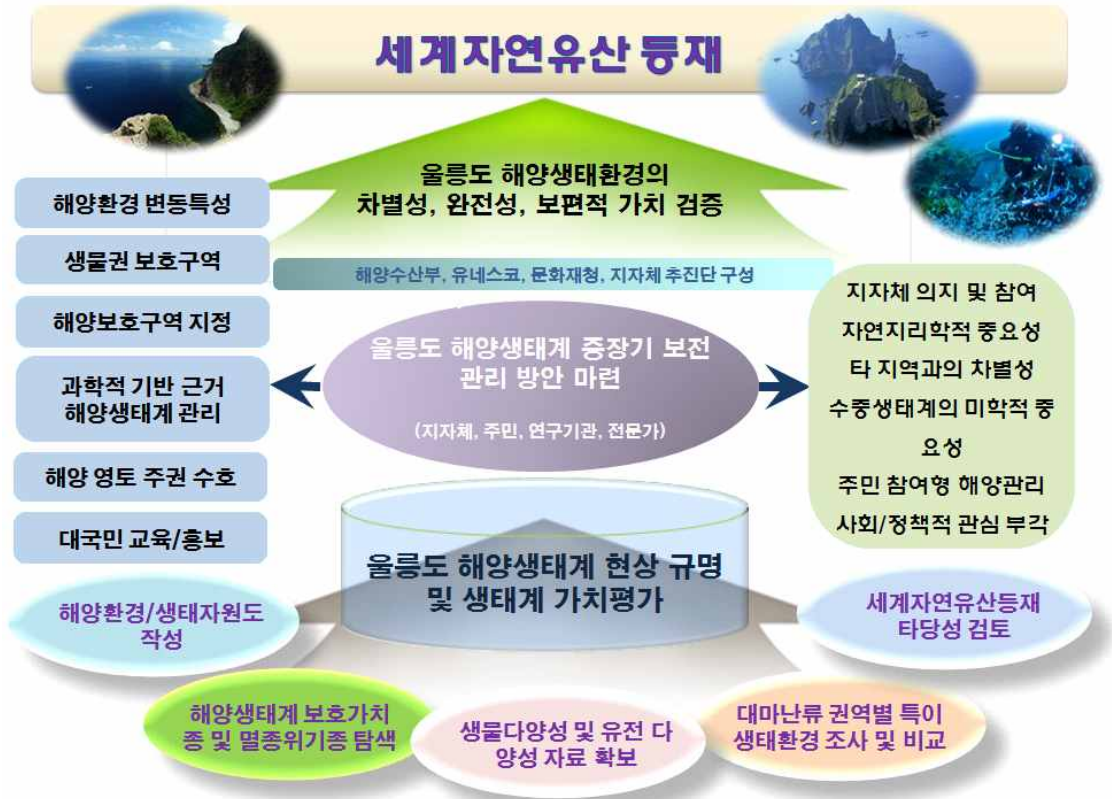 세계자연유산 등재
울릉도 해양생태환경의
차별성, 완전성, 보편적 가치 검증
해양수산부, 유네스코, 문화재청, 지자체 추진단 구성
해양환경 변동특성
생물권 보호구역
해양보호구역 지정
과학적 기반 근거
해양생태계 관리
해양 영토 주권 수호
대국민 교육/홍보
울릉도 해양생태계 중장기 보전
관리 방안 마련
(지자체, 주민, 연구기관, 전문가)
지자체 의지 및 참여
자연지리학적 중요성
타 지역과의 차별성
수중생태계의 미학적 중
요성
주민 참여형 해양관리
사회/정책적 관심 부각
울릉도 해양생태계 현상 규명
및 생태계 가치평가
해양환경/생태자원도
작성
해양생태계 보호가치
종 및 멸종위기종 탐색
생물다양성 및 유전 다
양성 자료 확보
대마난류 권역별 특이
생태환경 조사 및 비교
세계자연유산등재
타당성 검토